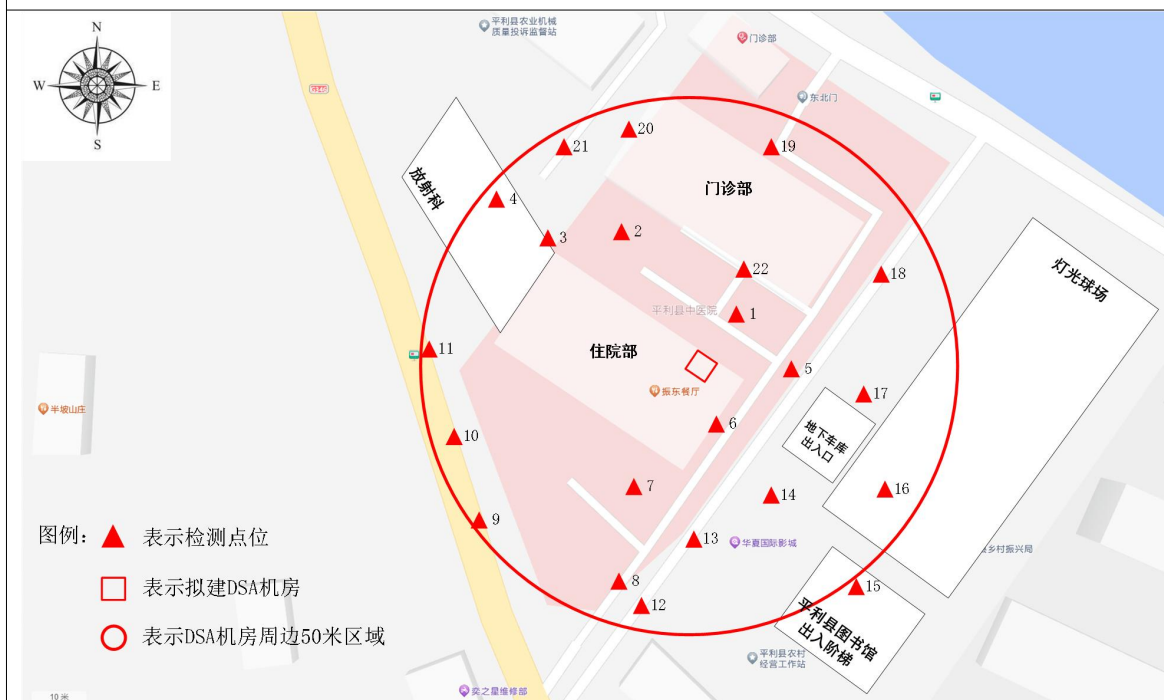 平利县农业机械
质量投诉监督站
门诊部
N
W
E
S
东北门
20
21
19
放射科
4
门诊部
3
2
22
18
灯光球场
平利县中医院
1
11
住院部
5
振东餐厅
17
半坡山庄
6
地下车库
出入口
10
7
14
16
9
图例:
表示检测点位
13
华夏国际影城
乡村振兴局
8
表示拟建DSA机房
12
15
平利县图书馆
出入阶梯
表示DSA机房周边50米区域
平利县农村
经营工作站
奕之星维修部
10 米